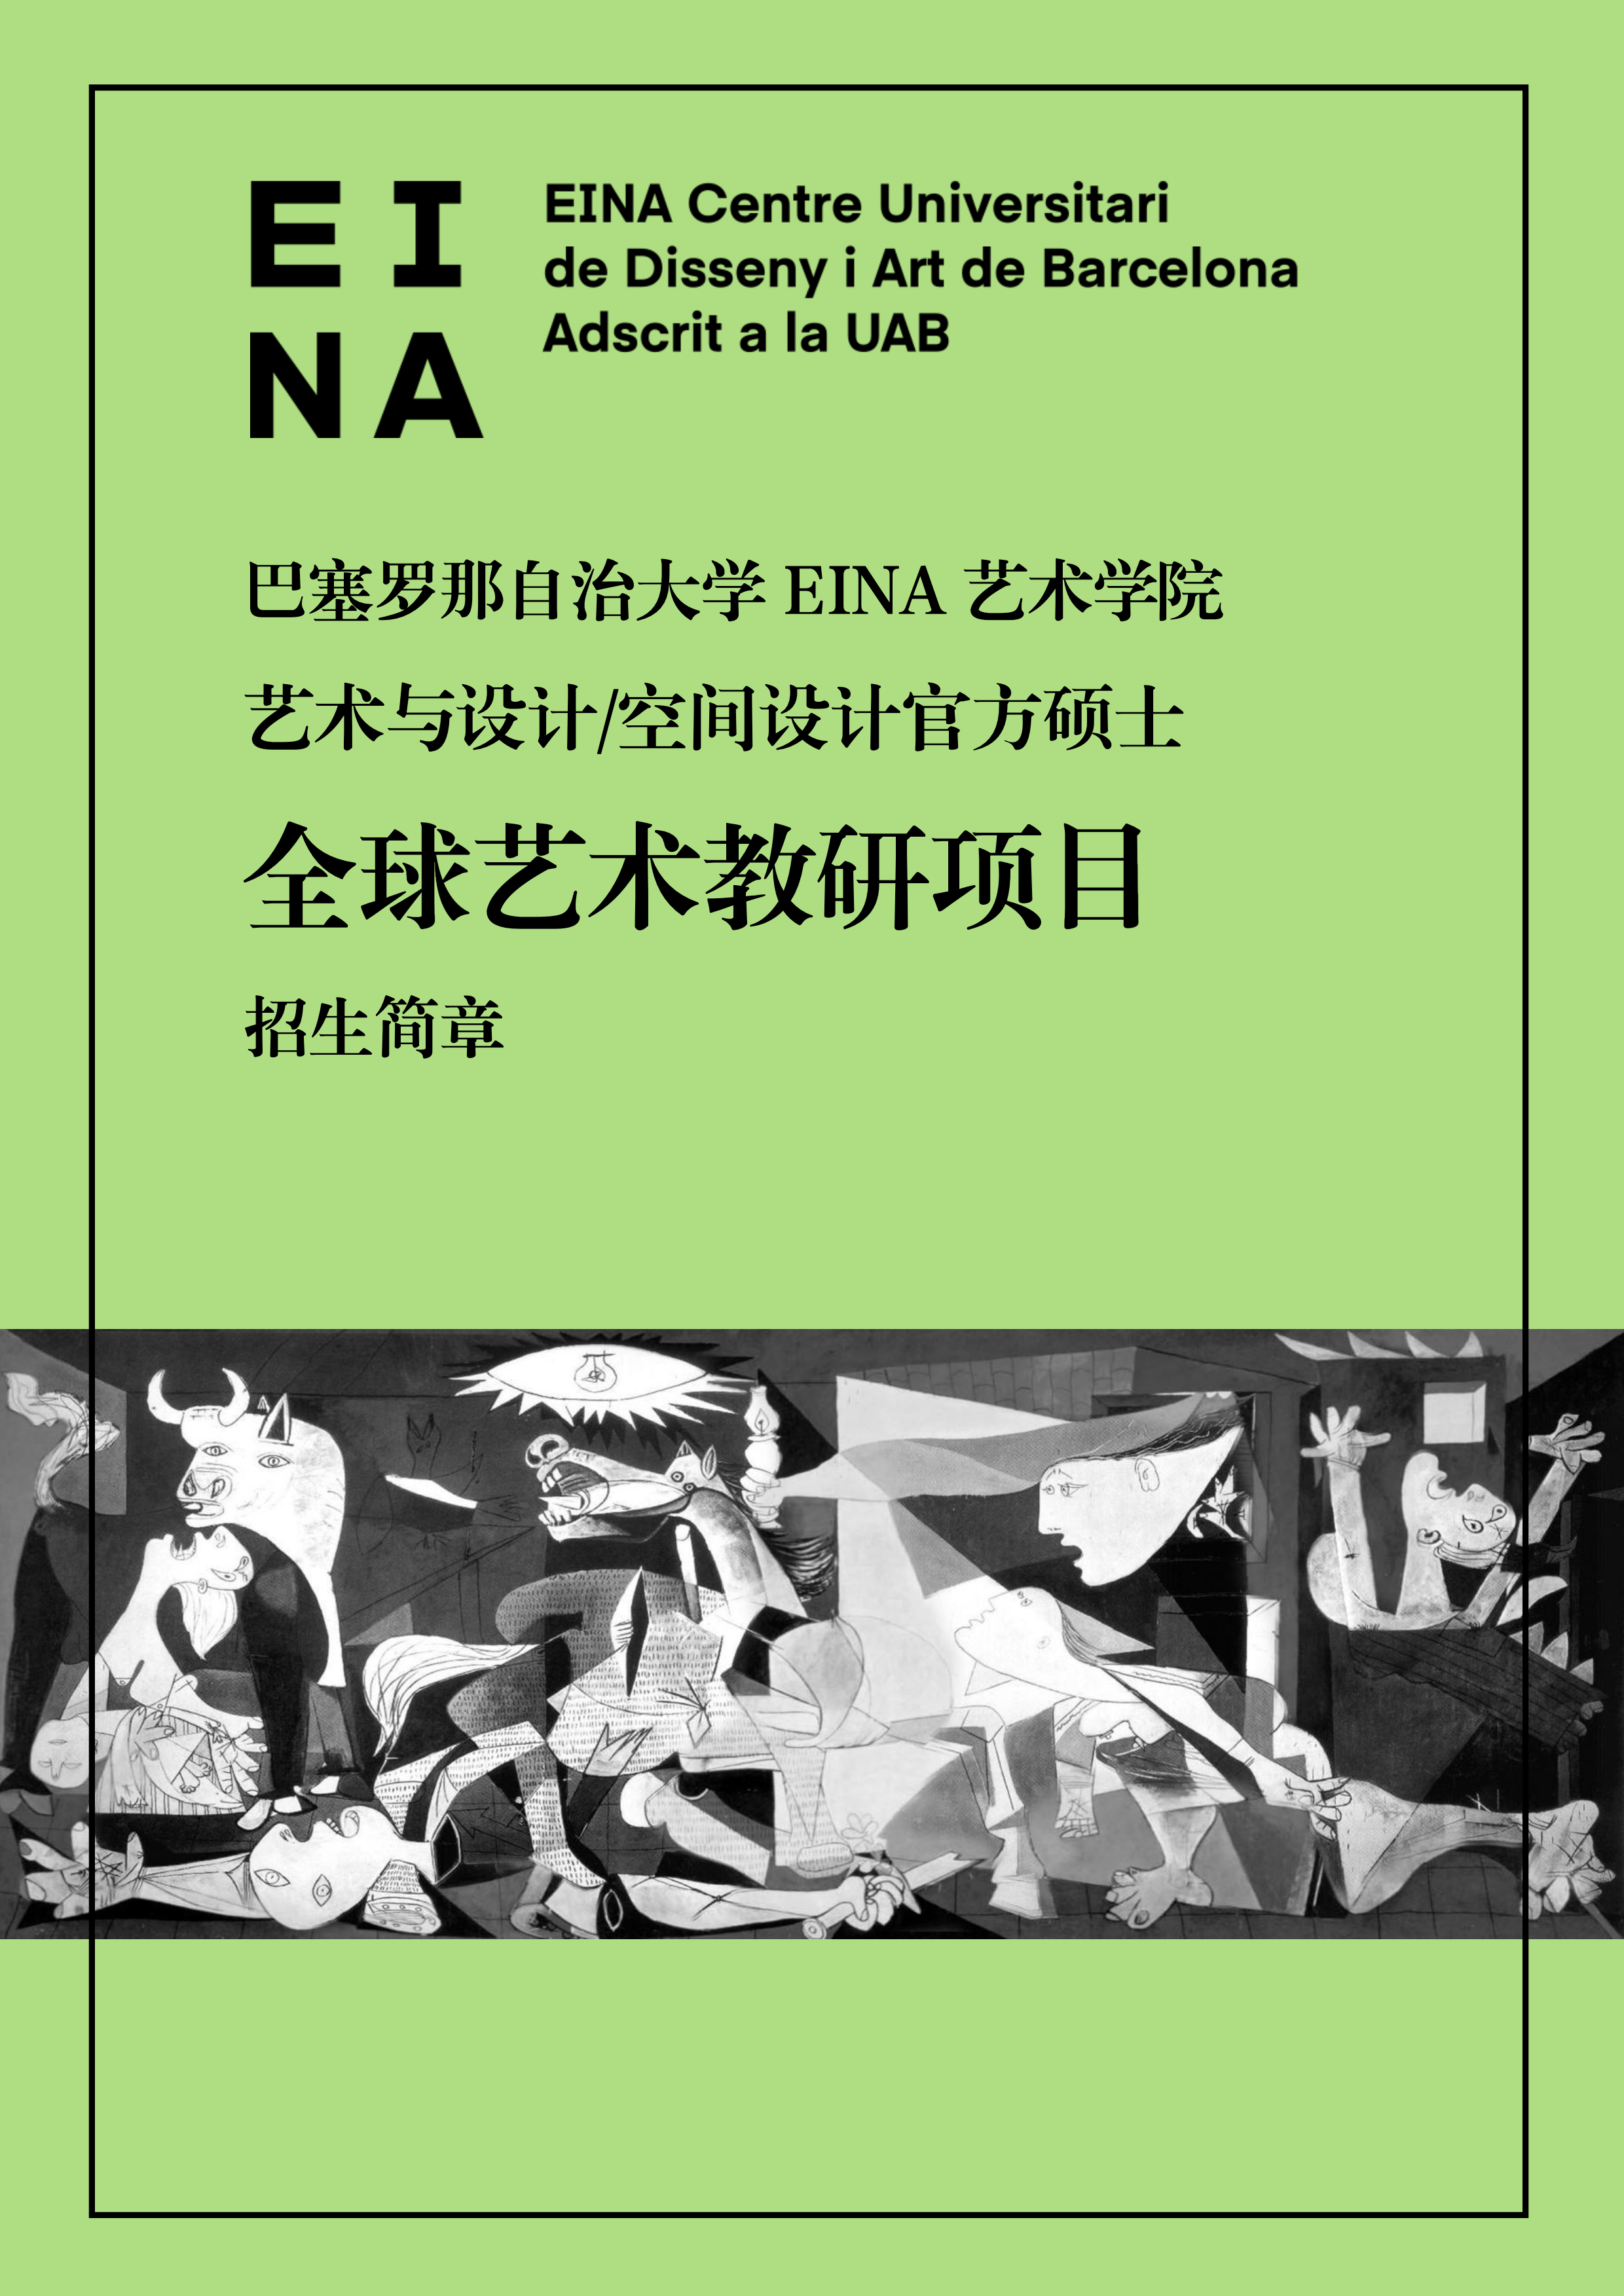 EI
NA
EINA Centre Universitari
de Disseny i Art de Barcelona
Adscrit a la UAB
巴塞罗那自治大学 EINA 艺术学院
艺术与设计/空间设计官方硕士
全球艺术教研项目
招生简章